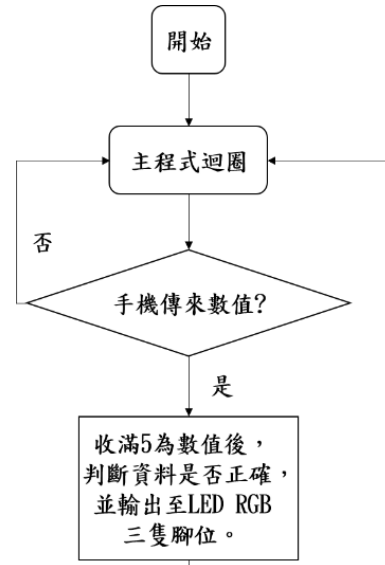 開始
主程式迴圈
否
手機傳來數值?
是
收滿5為數值後，
判斷資料是否正確，
並輸出至LED RGB
三隻腳位。